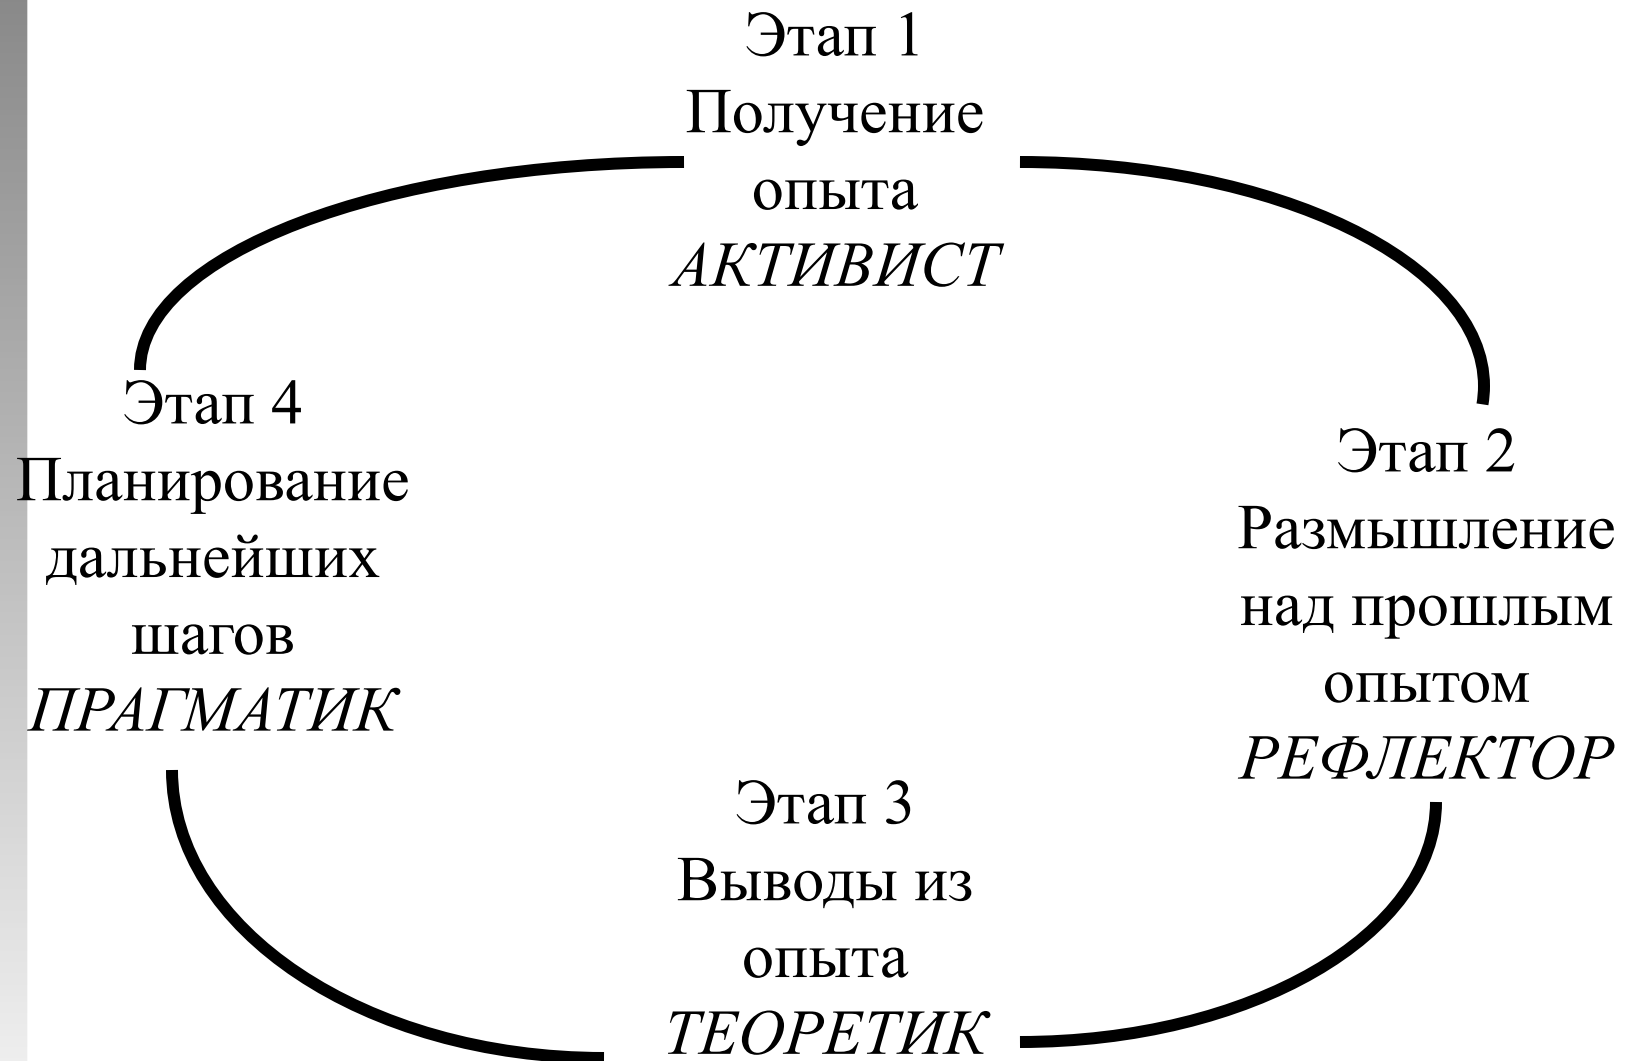 Этап 1
Получение
опыта
АКТИВИСТ
Этап 2
Размышление
над прошлым
опытом
РЕФЛЕКТОР
Этап 3
Выводы из
опыта
ТЕОРЕТИК
Этап 4
Планирование
дальнейших
шагов
ПРАГМАТИК